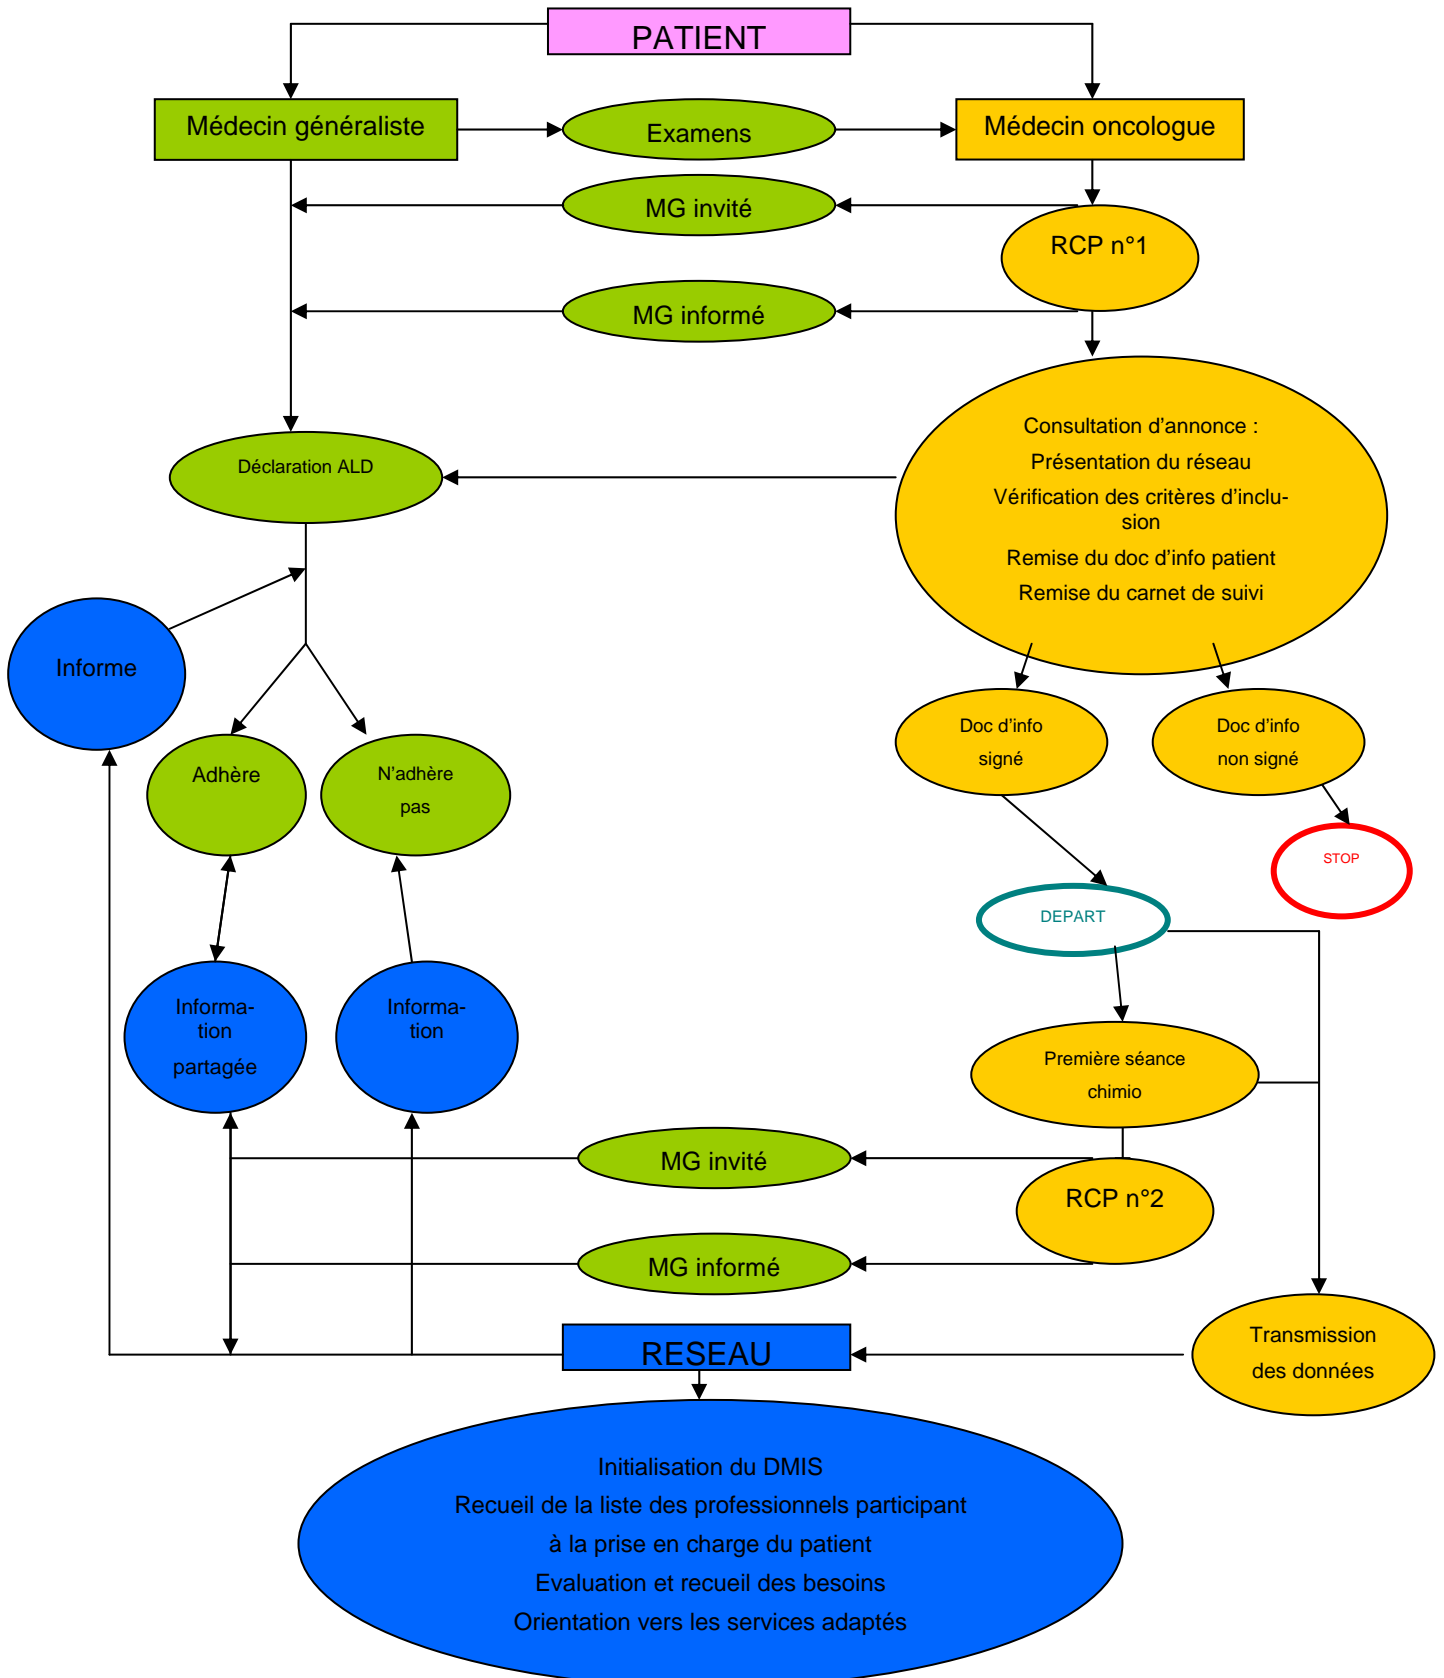 PATIENT
Médecin généraliste
Examens
Médecin oncologue
MG invité
RCP n°1
MG informé
Consultation d'annonce :
Présentation du réseau
Vérification des critères d'inclu-
sion
Remise du doc d'info patient
Remise du carnet de suivi
Déclaration ALD
Informe
Doc d'info
signé
Doc d'info
non signé
Adhère
N'adhère
pas
STOP
DEPART
Informa-
tion
partagée
Informa-
tion
Première séance
chimio
MG invité
RCP n°2
MG informé
RESEAU
Transmission
des données
Initialisation du DMIS
Recueil de la liste des professionnels participant
à la prise en charge du patient
Evaluation et recueil des besoins
Orientation vers les services adaptés